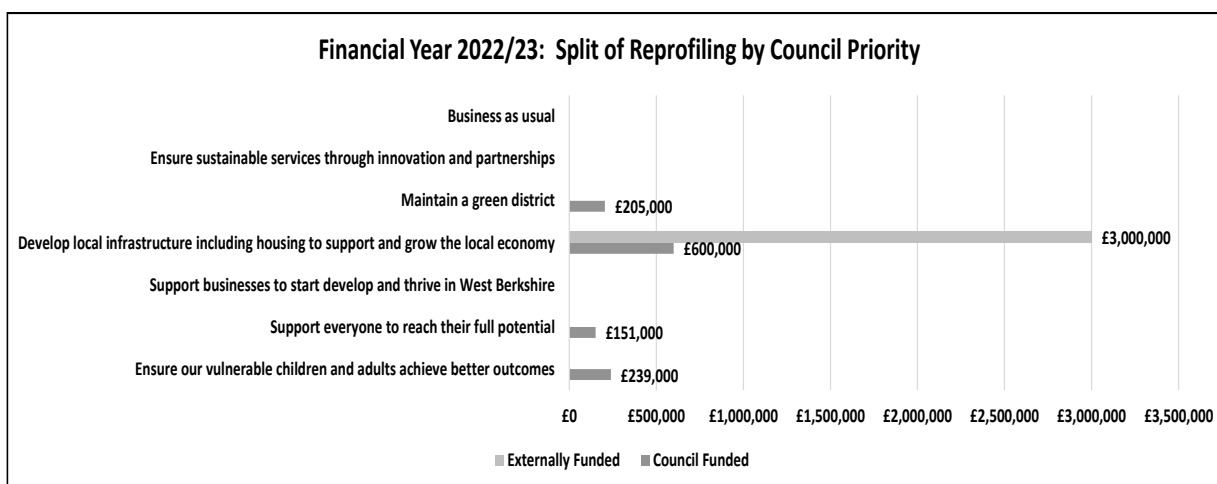 Financial Year 2022/23: Split of Reprofiling by Council Priority
Business as usual
Ensure sustainable services through innovation and partnerships
Maintain a green district
£205,000
Develop local infrastructure including housing to support and grow the local economy
£3,000,000
£600,000
Support businesses to start develop and thrive in West Berkshire
Support everyone to reach their full potential
£151,000
Ensure our vulnerable children and adults achieve better outcomes
£239,000
£0 £500,000 £1,000,000 £1,500,000 £2,000,000 £2,500,000 £3,000,000 £3,500,000
Externally Funded Council Funded